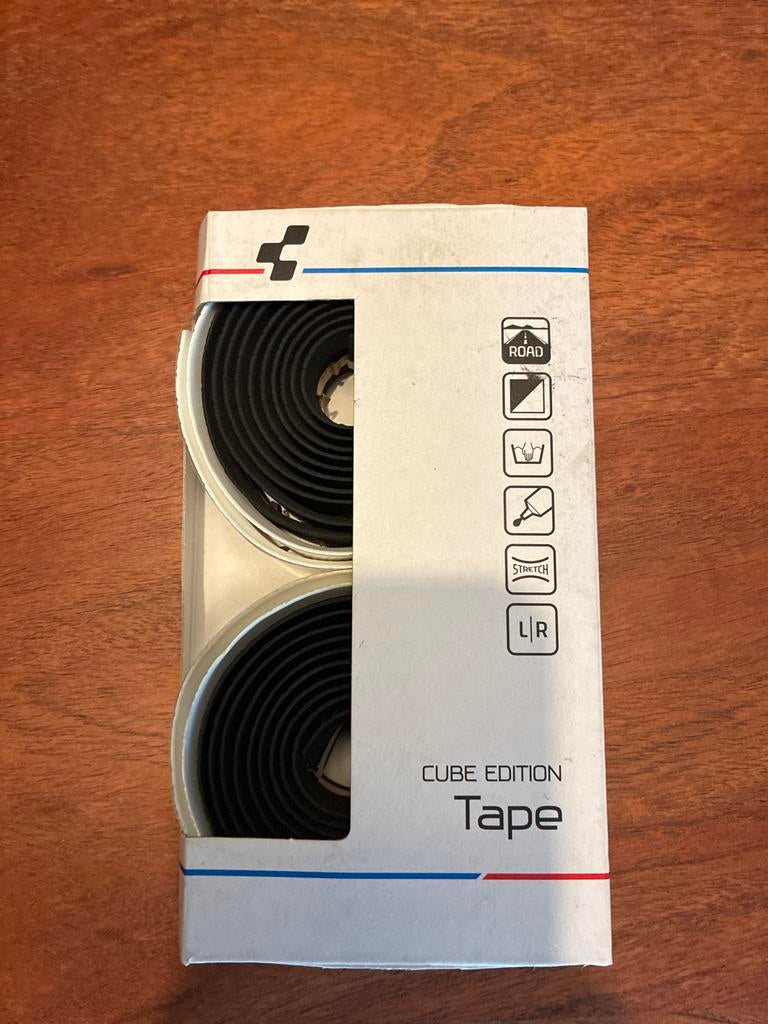 ROAD
STRETCH
L|R
CUBE EDITION
Tape